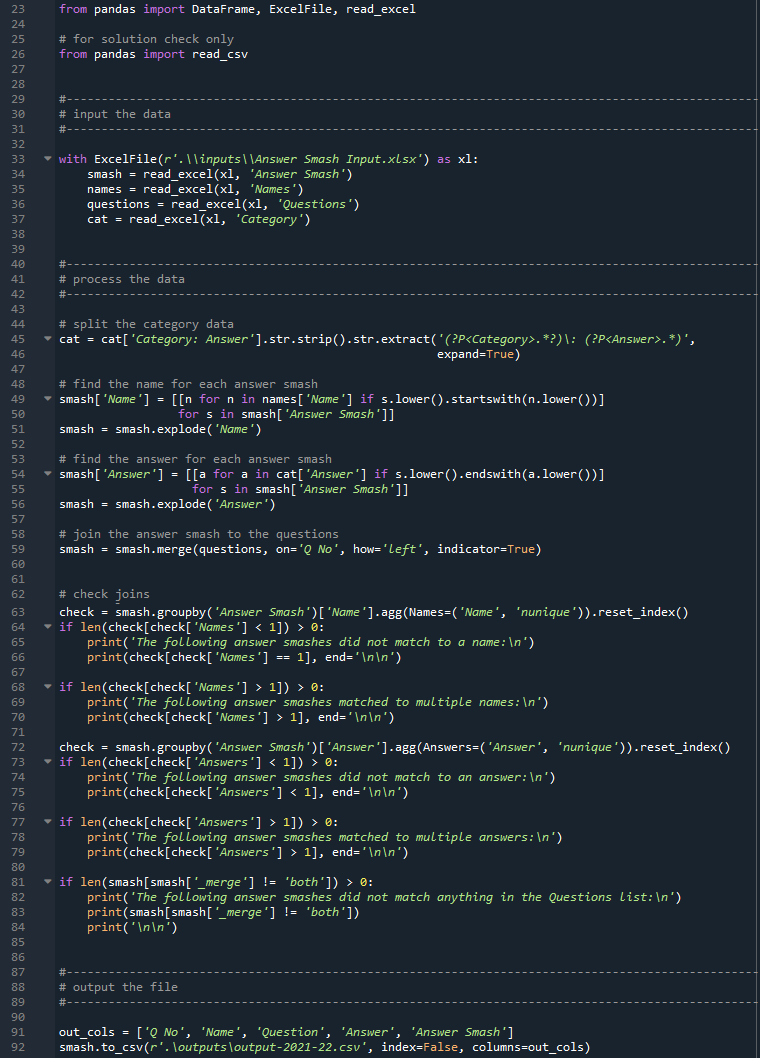 23 from pandas import DataFrame, ExcelFile, read_excel
24
25 # for solution check only
26 from pandas import read_csv
27
28
29 #---------------------------------------------------------------------------------------------------
30 # input the data
31 #---------------------------------------------------------------------------------------------------
32
33 with ExcelFile(r'.\\inputs\\Answer Smash Input.xlsx') as xl:
34     smash = read_excel(xl, 'Answer Smash')
35     names = read_excel(xl, 'Names')
36     questions = read_excel(xl, 'Questions')
37     cat = read_excel(xl, 'Category')
38
39
40 #---------------------------------------------------------------------------------------------------
41 # process the data
42 #---------------------------------------------------------------------------------------------------
43
44 # split the category data
45 cat = cat['Category: Answer'].str.strip().str.extract('(?P<Category>.*?)\: (?P<Answer>.*)',
46                                                       expand=True)
47
48 # find the name for each answer smash
49 smash['Name'] = [[n for n in names['Name'] if s.lower().startswith(n.lower())]
50                  for s in smash['Answer Smash']]
51 smash = smash.explode('Name')
52
53 # find the answer for each answer smash
54 smash['Answer'] = [[a for a in cat['Answer'] if s.lower().endswith(a.lower())]
55                    for s in smash['Answer Smash']]
56 smash = smash.explode('Answer')
57
58 # join the answer smash to the questions
59 smash = smash.merge(questions, on='Q No', how='left', indicator=True)
60
61
62 # check joins
63 check = smash.groupby('Answer Smash')['Name'].agg(Names=('Name', 'nunique')).reset_index()
64 if len(check[check['Names'] < 1]) > 0:
65     print('The following answer smashes did not match to a name:\n')
66     print(check[check['Names'] == 1], end='\n\n')
67
68 if len(check[check['Names'] > 1]) > 0:
69     print('The following answer smashes matched to multiple names:\n')
70     print(check[check['Names'] > 1], end='\n\n')
71
72 check = smash.groupby('Answer Smash')['Answer'].agg(Answers=('Answer', 'nunique')).reset_index()
73 if len(check[check['Answers'] < 1]) > 0:
74     print('The following answer smashes did not match to an answer:\n')
75     print(check[check['Answers'] < 1], end='\n\n')
76
77 if len(check[check['Answers'] > 1]) > 0:
78     print('The following answer smashes matched to multiple answers:\n')
79     print(check[check['Answers'] > 1], end='\n\n')
80
81 if len(smash[smash['_merge'] != 'both']) > 0:
82     print('The following answer smashes did not match anything in the Questions list:\n')
83     print(smash[smash['_merge'] != 'both'])
84     print('\n\n')
85
86
87 #---------------------------------------------------------------------------------------------------
88 # output the file
89 #---------------------------------------------------------------------------------------------------
90
91 out_cols = ['Q No', 'Name', 'Question', 'Answer', 'Answer Smash']
92 smash.to_csv(r'.\outputs\output-2021-22.csv', index=False, columns=out_cols)